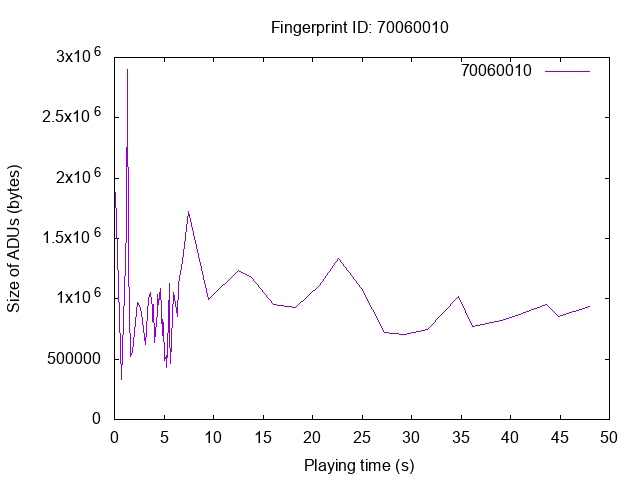 Fingerprint ID: 70060010
3x10^6
70060010
2.5x10^6
2x10^6
1.5x10^6
1x10^6
500000
0
Size of ADUs (bytes)
0 5 10 15 20 25 30 35 40 45 50
Playing time (s)